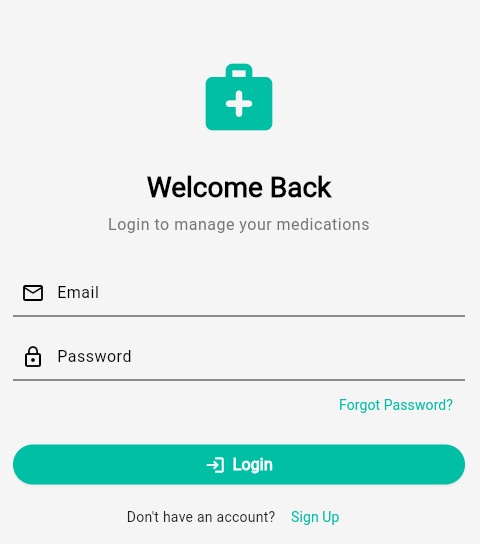 Welcome Back
Login to manage your medications
Email
Password
Forgot Password?
Login
Don't have an account? Sign Up